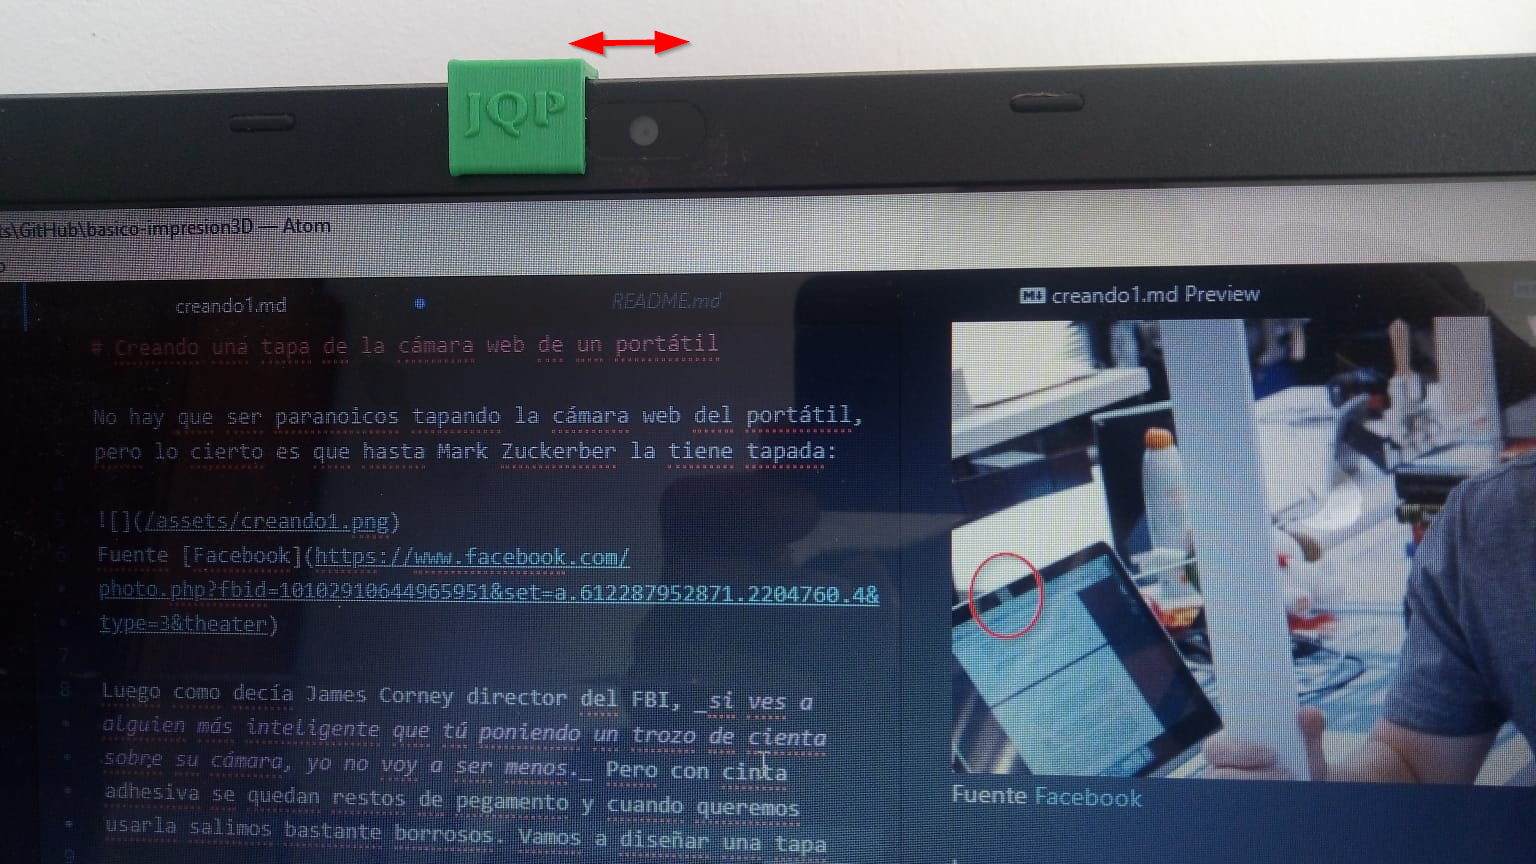 JQP
s\GitHub\basico-impresion3D — Atom
creando1.md
README.md
creando1.md Preview
# Creando una tapa de la cámara web de un portátil
No hay que ser paranoicos tapando la cámara web del portátil,
pero lo cierto es que hasta Mark Zuckerber la tiene tapada:
5 ![](/assets/creando1.png)
6 Fuente [Facebook](https://www.facebook.com/
photo.php?fbid=10102910644965951&set=a.612287952871.2204760.4&
type=3&theater)
7
8 Luego como decía James Corney director del FBI, _si ves a
alguien más inteligente que tú poniendo un trozo de cienta
sobre su cámara, yo no voy a ser menos._ Pero con cinta
adhesiva se quedan restos de pegamento y cuando queremos
usarla salimos bastante borrosos. Vamos a diseñar una tapa
9
Fuente Facebook